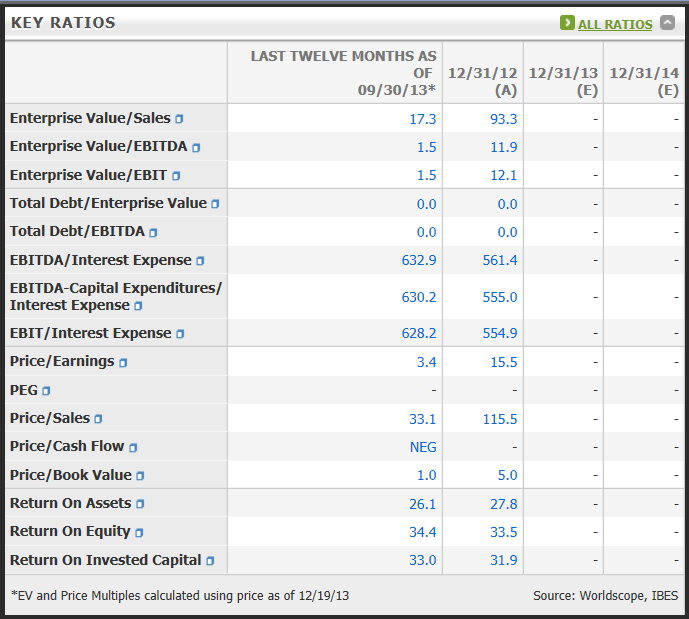 KEY RATIOS ALL RATIOS
LAST TWELVE MONTHS AS
OF 12/31/12 12/31/13 12/31/14
09/30/13* (A) (E) (E)
Enterprise Value/Sales 17.3 93.3 - -
Enterprise Value/EBITDA 1.5 11.9 - -
Enterprise Value/EBIT 1.5 12.1 - -
Total Debt/Enterprise Value 0.0 0.0 - -
Total Debt/EBITDA 0.0 0.0 - -
EBITDA/Interest Expense 632.9 561.4 - -
EBITDA-Capital Expenditures/
Interest Expense 630.2 555.0 - -
EBIT/Interest Expense 628.2 554.9 - -
Price/Earnings 3.4 15.5 - -
PEG - - - -
Price/Sales 33.1 115.5 - -
Price/Cash Flow NEG - - -
Price/Book Value 1.0 5.0 - -
Return On Assets 26.1 27.8 - -
Return On Equity 34.4 33.5 - -
Return On Invested Capital 33.0 31.9 - -
*EV and Price Multiples calculated using price as of 12/19/13 Source: Worldscope, IBES